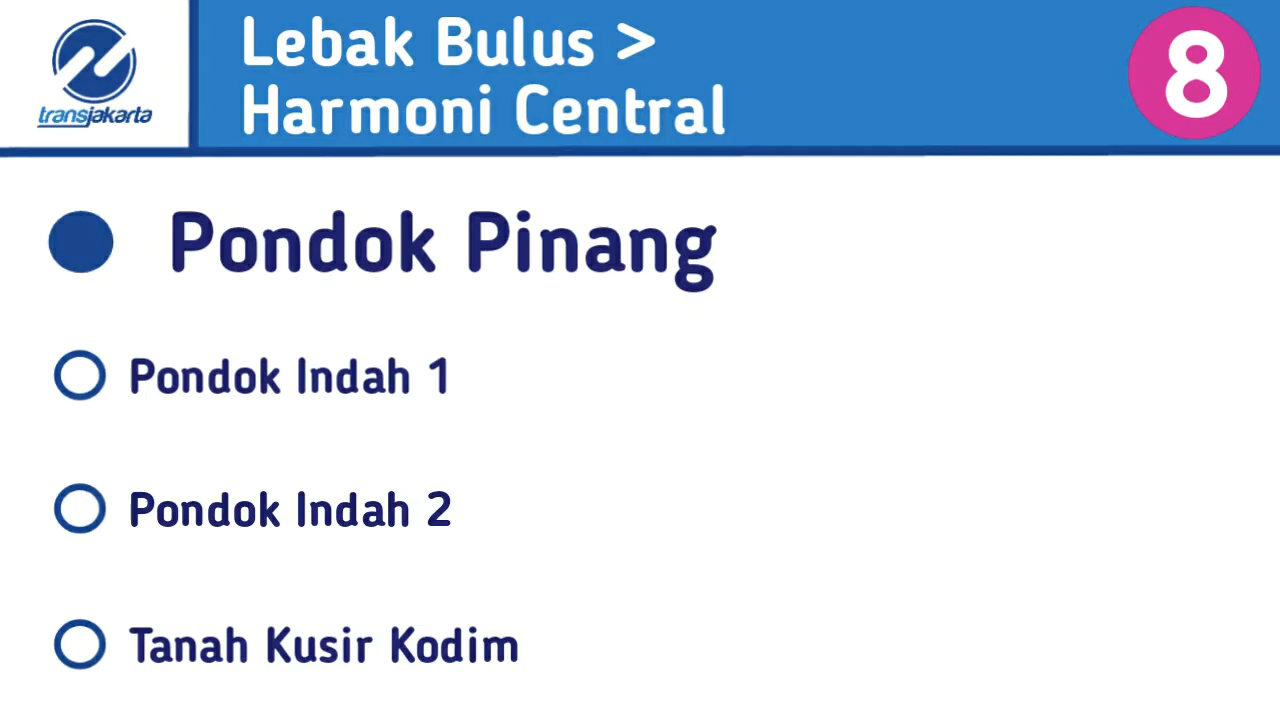 transjakarta
Lebak Bulus >
Harmoni Central
8
Pondok Pinang
Pondok Indah 1
Pondok Indah 2
Tanah Kusir Kodim